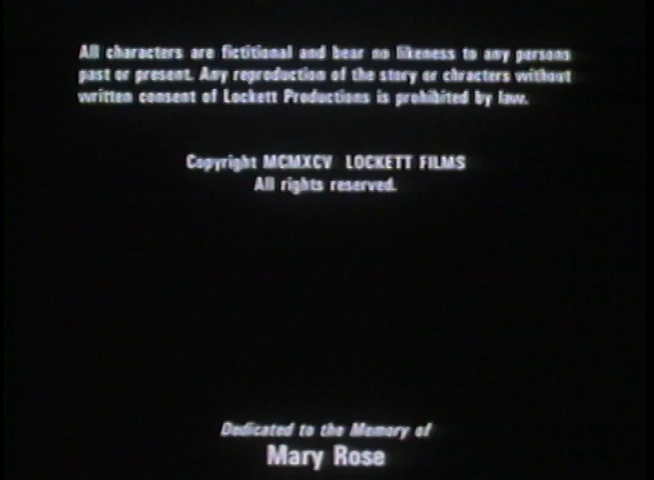 All characters are fictitional and bear no likeness to any persons
past or present. Any reproduction of the story or chracters without
written consent of Lockett Productions is prohibited by law.
Copyright MCMXCV LOCKETT FILMS
All rights reserved.
Dedicated to the Memory of
Mary Rose